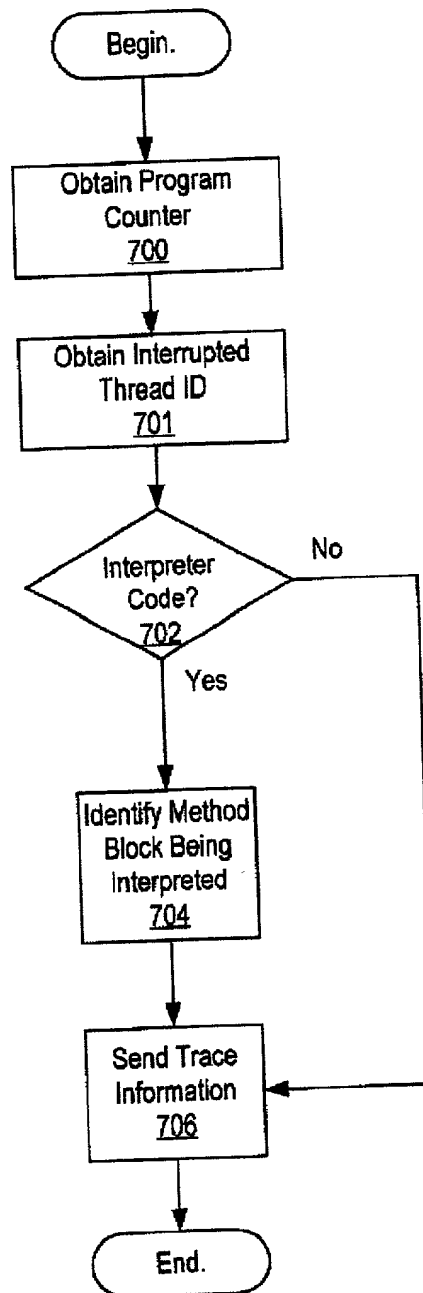 Begin.
Obtain Program
Counter
700
Obtain Interrupted
Thread ID
701
Interpreter
Code?
702
No
Yes
Identify Method
Block Being
Interpreted
704
Send Trace
Information
706
End.